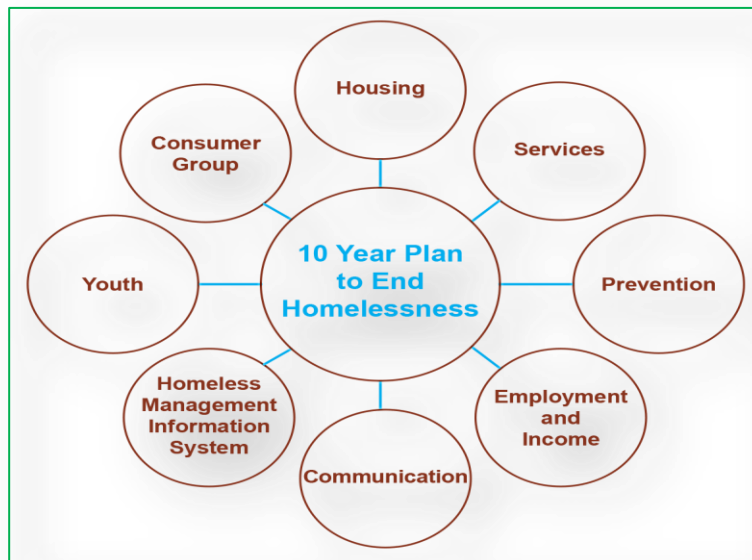 Housing
Services
Prevention
Employment
and
Income
Communication
Homeless
Management
Information
System
Youth
Consumer
Group
10 Year Plan
to End
Homelessness